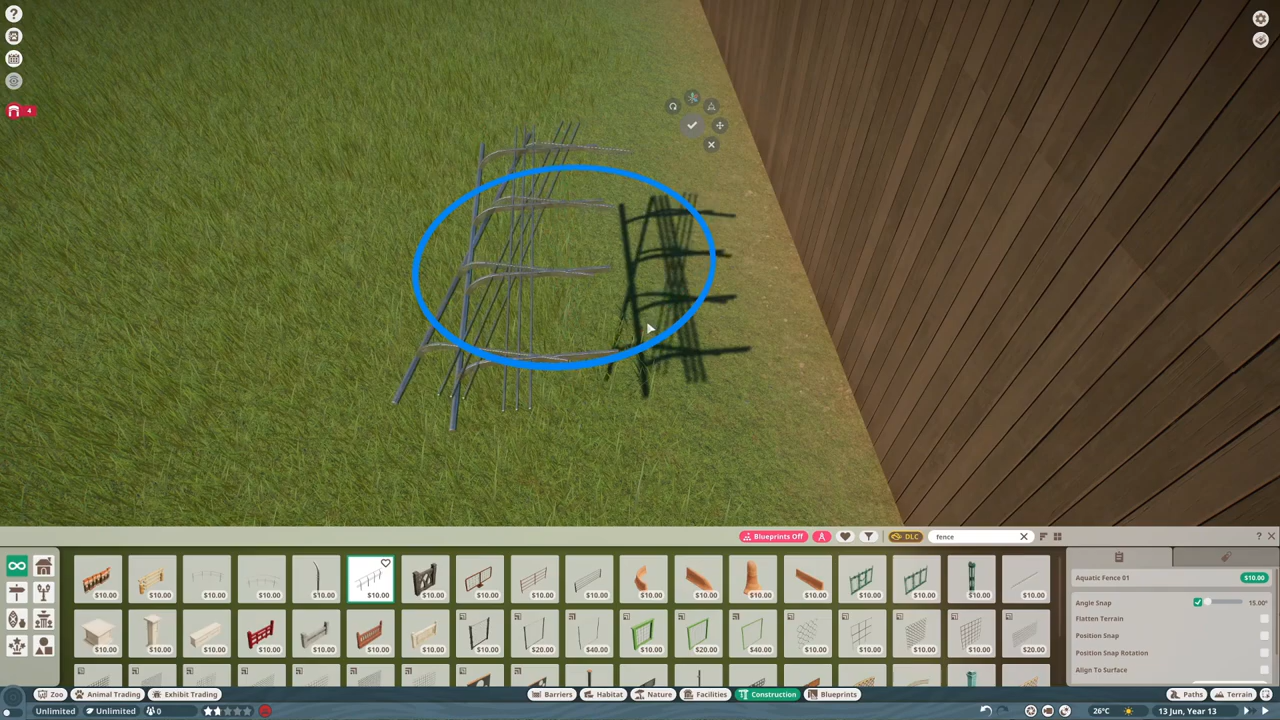 ?
4
Blueprints Off
DLC
fence
?
$10.00 $10.00 $10.00 $10.00 $10.00 $10.00 $10.00 $10.00 $10.00 $10.00 $10.00 $10.00 $10.00 $10.00 $10.00 $10.00 $10.00 $10.00
$10.00 $10.00 $10.00 $10.00 $10.00 $10.00 $10.00 $10.00 $20.00 $40.00 $10.00 $20.00 $40.00 $10.00 $10.00 $10.00 $10.00 $20.00
Aquatic Fence 01 $10.00
Angle Snap 15.00°
Flatten Terrain
Position Snap
Position Snap Rotation
Align To Surface
Zoo Animal Trading Exhibit Trading Barriers Habitat Nature Facilities Construction Blueprints Paths Terrain
Unlimited Unlimited 0 26°C 13 Jun, Year 13